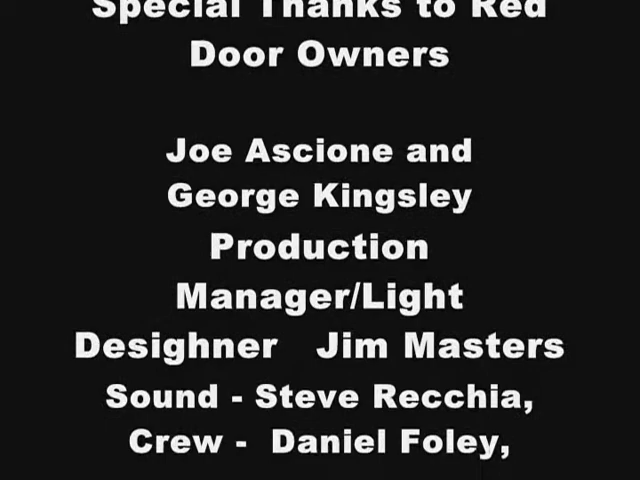 Special Thanks to Red
Door Owners
Joe Ascione and
George Kingsley
Production
Manager/Light
Desighner Jim Masters
Sound - Steve Recchia,
Crew - Daniel Foley,